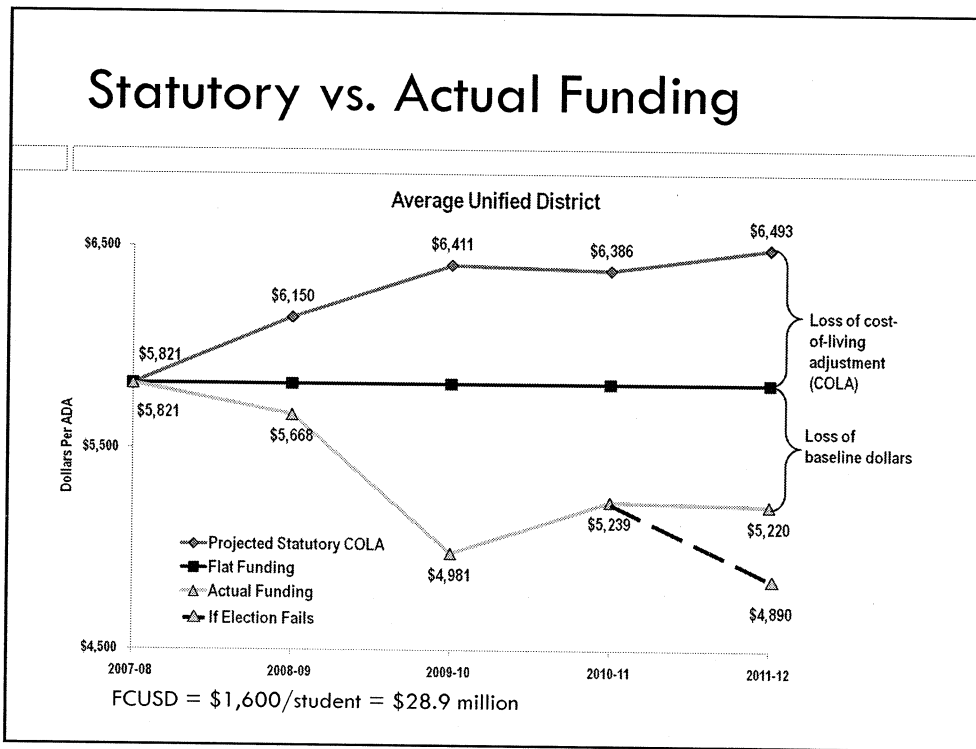 Statutory vs. Actual Funding
Average Unified District
$6,500
$5,500
$4,500
Dollars Per ADA
$5,821
$6,150
$6,411
$6,386
$6,493
$5,821
$5,668
$4,981
$5,239
$5,220
$4,890
Loss of cost-
of-living
adjustment
(COLA)
Loss of
baseline dollars
Projected Statutory COLA
Flat Funding
Actual Funding
If Election Fails
2007-08
2008-09
2009-10
2010-11
2011-12
FCUSD = $1,600/student = $28.9 million